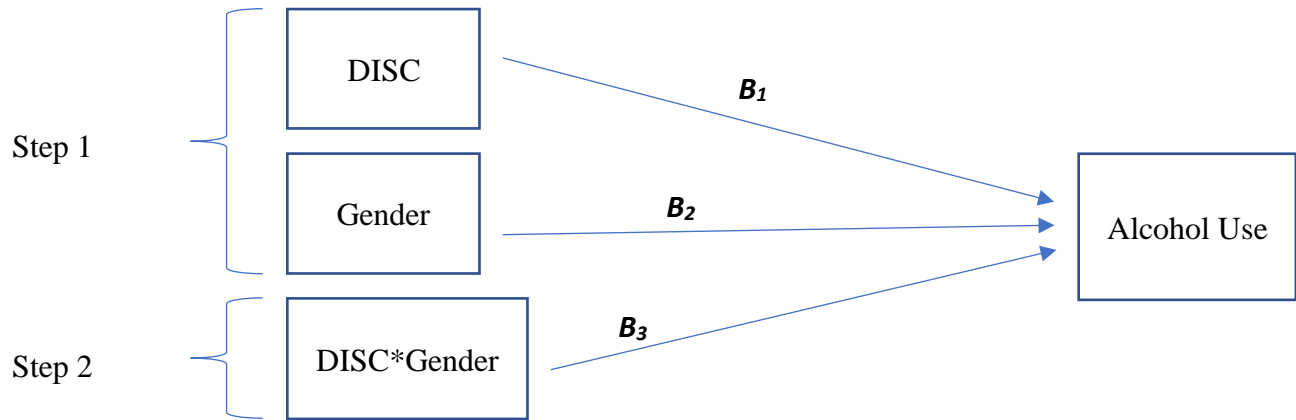 DISC
B1
Step 1
Gender
B2
Alcohol Use
B3
Step 2
DISC*Gender